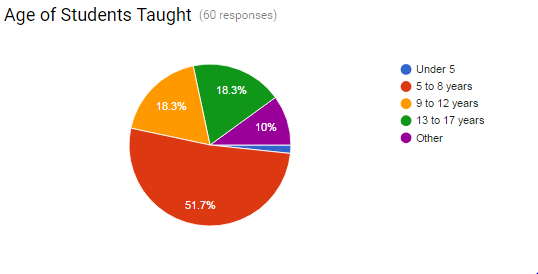 Age of Students Taught (60 responses)
18.3%
18.3%
10%
51.7%
Under 5
5 to 8 years
9 to 12 years
13 to 17 years
Other